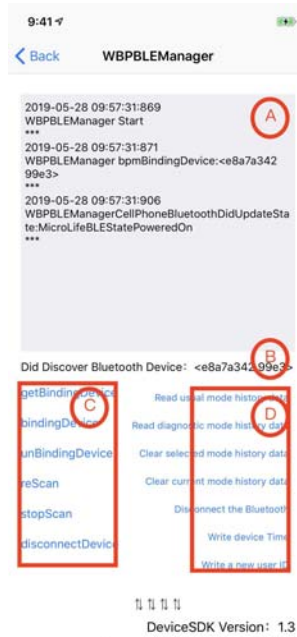 9:41
Back WBPBLEManager
2019-05-28 09:57:31:869
WBPBLEManager Start
***
2019-05-28 09:57:31:871
WBPBLEManager bpmBindingDevice:<e8a7a342
99e3>
***
2019-05-28 09:57:31:906
WBPBLEManagerCellPhoneBluetoothDidUpdateSta
te:MicroLifeBLEStatePoweredOn
***
A
B
Did Discover Bluetooth Device: <e8a7a342 99e3>
getBindingDevice
bindingDevice
unBindingDevice
reScan
stopScan
disconnectDevice
C
Read usual mode history data
Read diagnostic mode history data
Clear selected mode history data
Clear current mode history data
Disconnect the Bluetooth
Write device Time
Write a new user ID
D
⇅ ⇅ ⇅ ⇅
DeviceSDK Version: 1.3